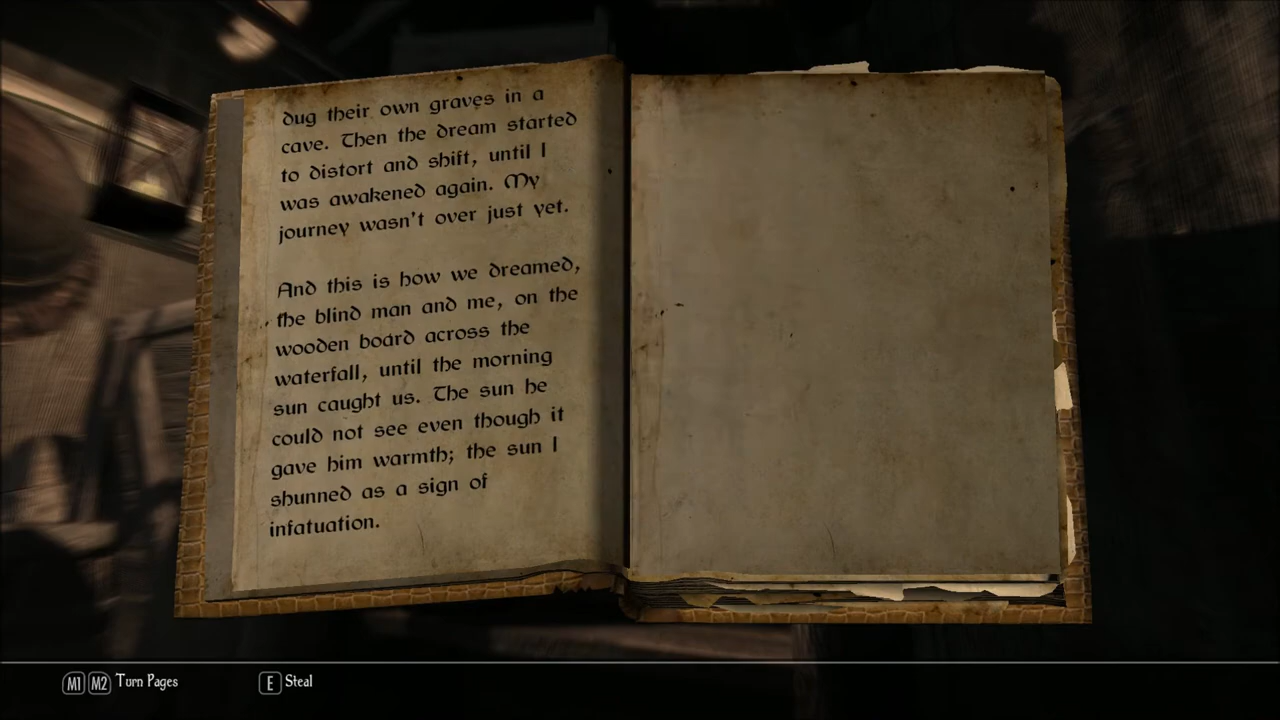 dug their own graves in a
cave. Then the dream started
to distort and shift, until I
was awakened again. My
journey wasn't over just yet.
And this is how we dreamed,
the blind man and me, on the
wooden board across the
waterfall, until the morning
sun caught us. The sun he
could not see even though it
gave him warmth; the sun I
shunned as a sign of
infatuation.
M1 M2 Turn Pages
E Steal